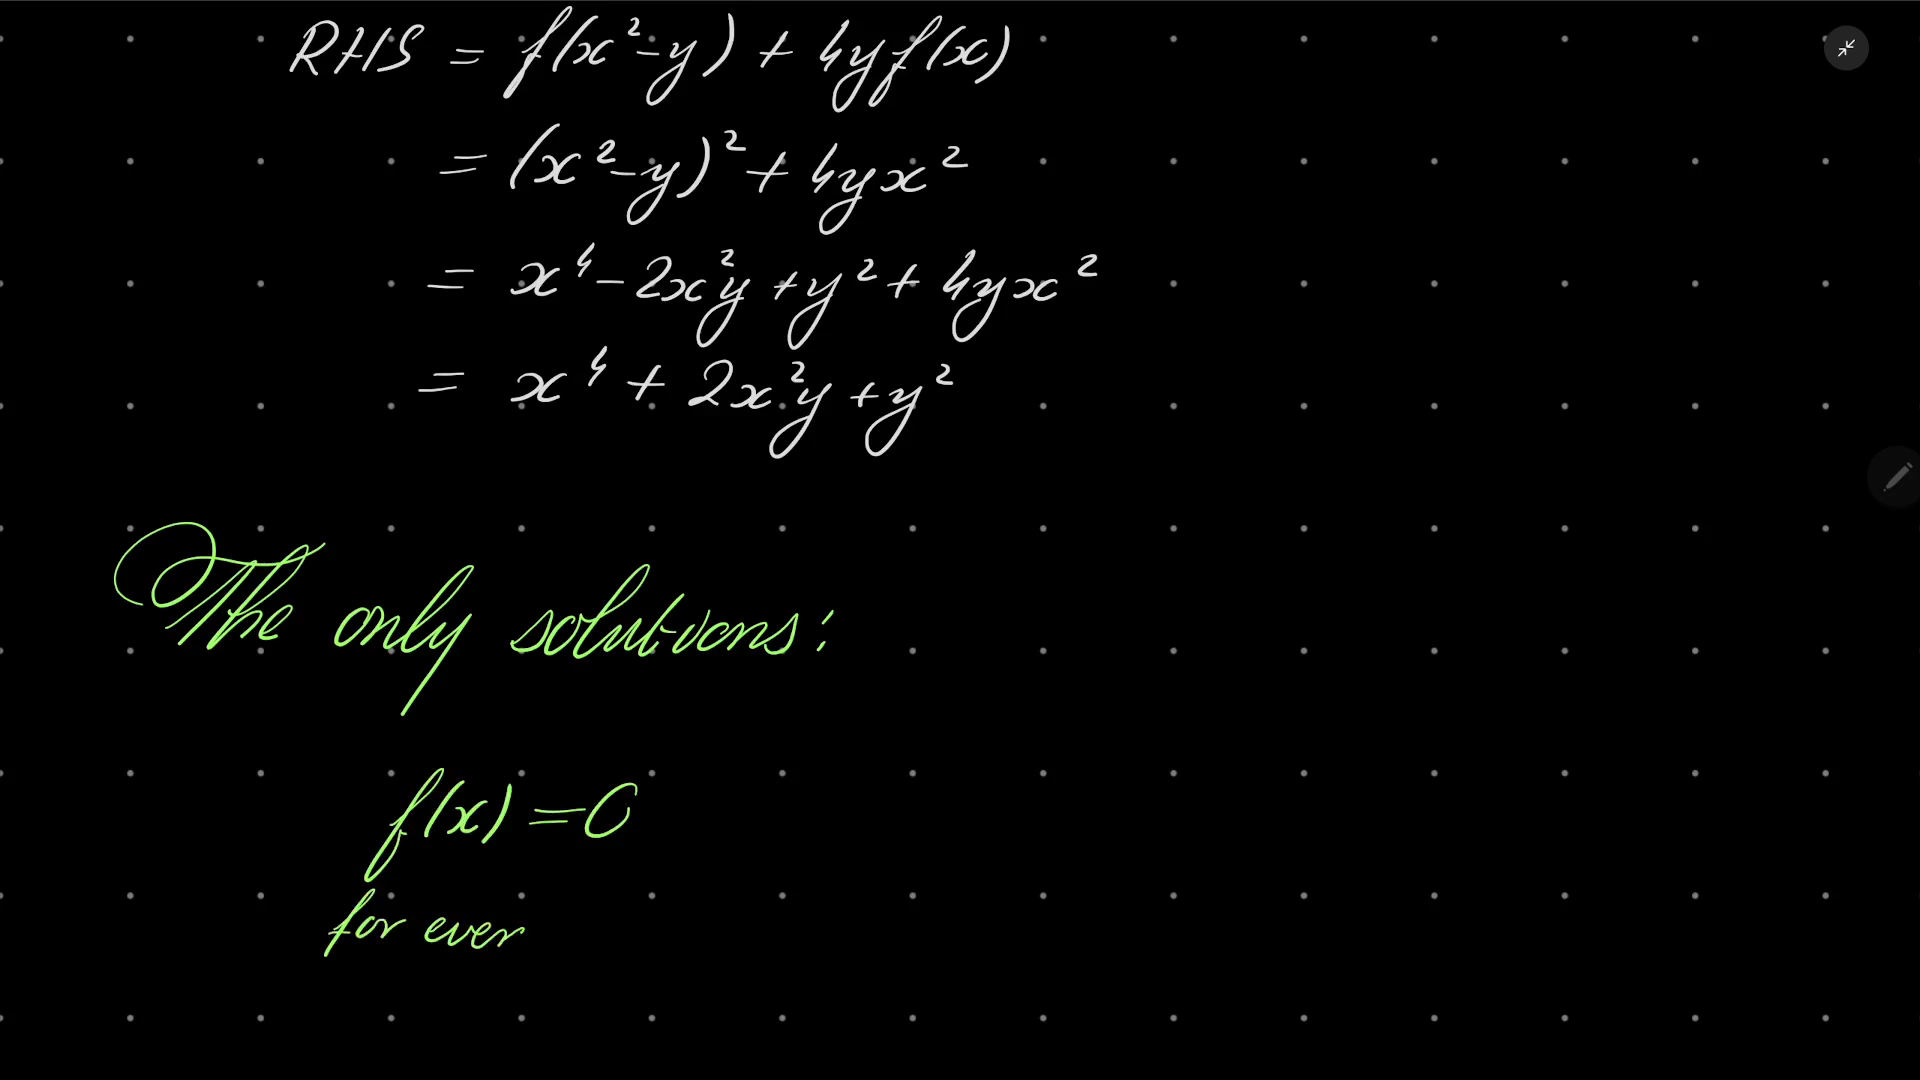 RHS = f(x²-y) + 4yf(x)
= (x²-y)² + 4yx²
= x⁴ - 2x²y + y² + 4yx²
= x⁴ + 2x²y + y²
The only solutions:
f(x) = 0
for ever